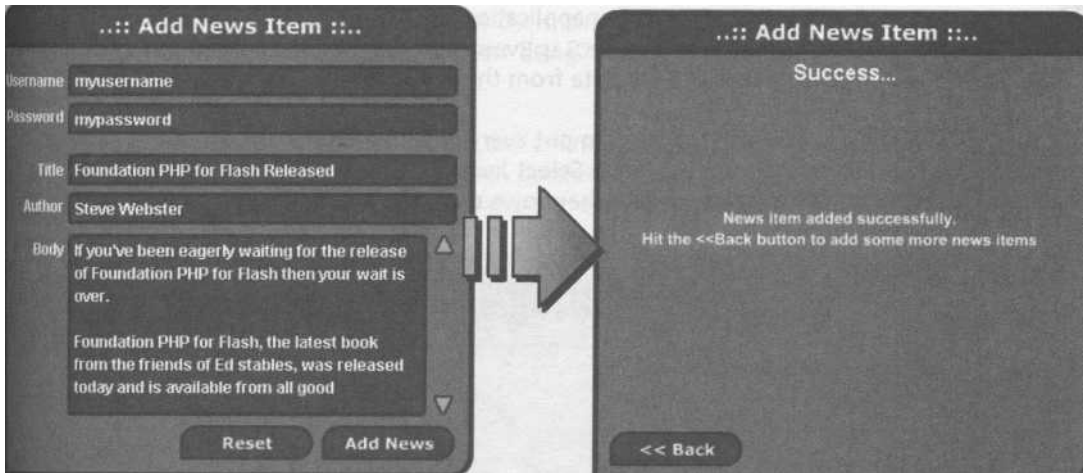 ..:: Add News Item ::..
Username myusername
Password mypassword
Title Foundation PHP for Flash Released
Author Steve Webster
Body If you've been eagerly waiting for the release
of Foundation PHP for Flash then your wait is
over.
Foundation PHP for Flash, the latest book
from the friends of Ed stables, was released
today and is available from all good
Reset Add News
..:: Add News Item ::..
Success...
News item added successfully.
Hit the <<Back button to add some more news items
<< Back